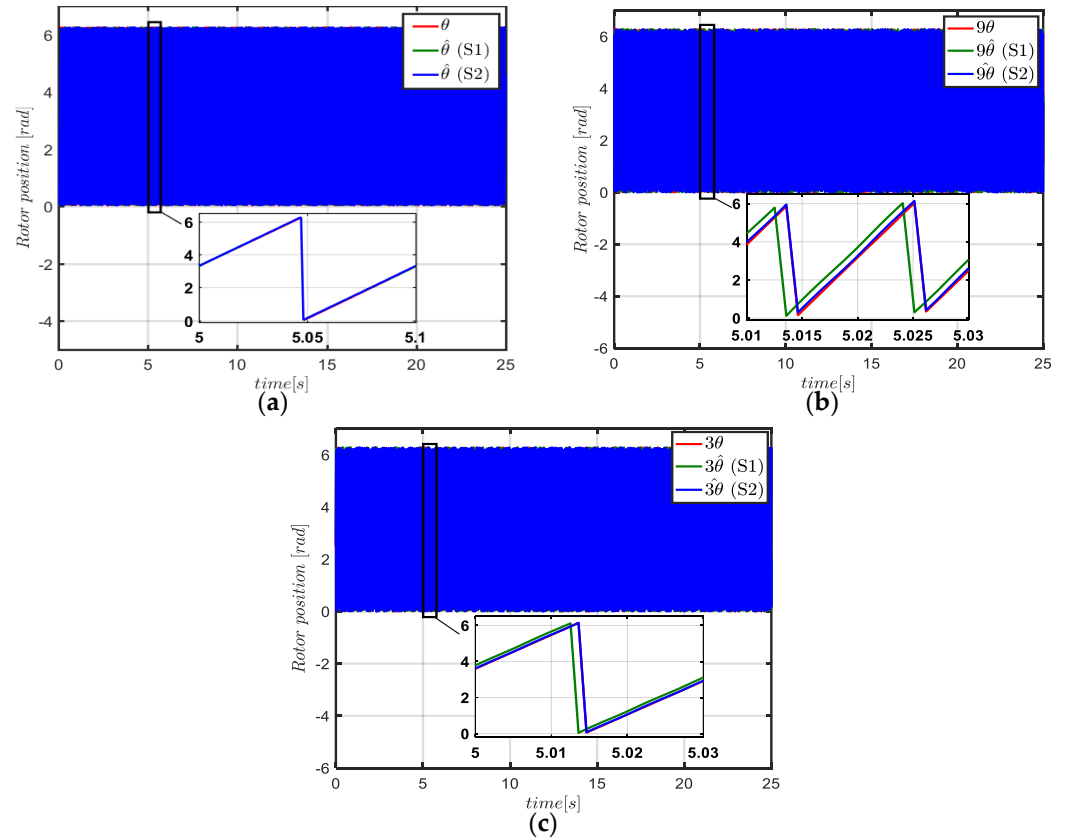 6
4
2
0
-2
-4
Rotor position [rad]
θ
θ̂ (S1)
θ̂ (S2)
6
4
2
0
5 5.05 5.1
0 5 10 15 20 25
time[s]
(a)
6
4
2
0
-2
-4
-6
Rotor position [rad]
9θ
9θ̂ (S1)
9θ̂ (S2)
6
4
2
0
5.01 5.015 5.02 5.025 5.03
0 5 10 15 20 25
time[s]
(b)
6
4
2
0
-2
-4
-6
Rotor position [rad]
3θ
3θ̂ (S1)
3θ̂ (S2)
6
4
2
0
5 5.01 5.02 5.03
0 5 10 15 20 25
time[s]
(c)